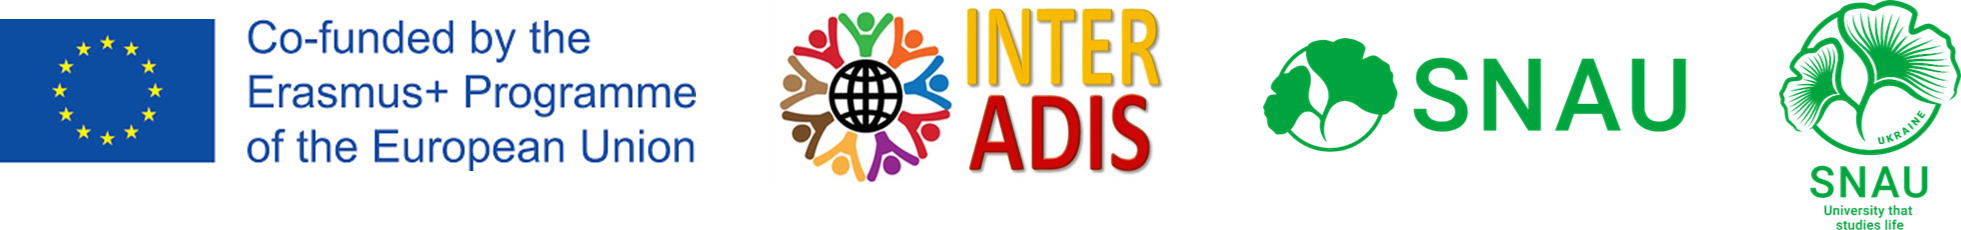 Co-funded by the
Erasmus+ Programme
of the European Union
INTER
ADIS
SNAU
UKRAINE
SNAU
University that
studies life